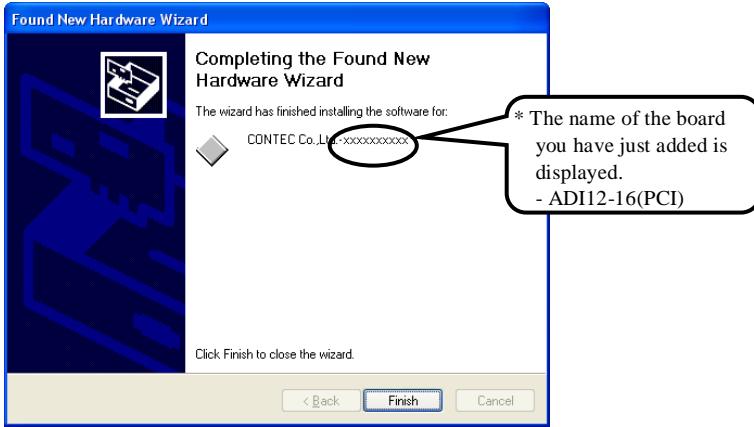 Found New Hardware Wizard
Completing the Found New
Hardware Wizard
The wizard has finished installing the software for:
CONTEC Co.,Ltd.-xxxxxxxxxx
* The name of the board
you have just added is
displayed.
- ADI12-16(PCI)
Click Finish to close the wizard.
< Back Finish Cancel